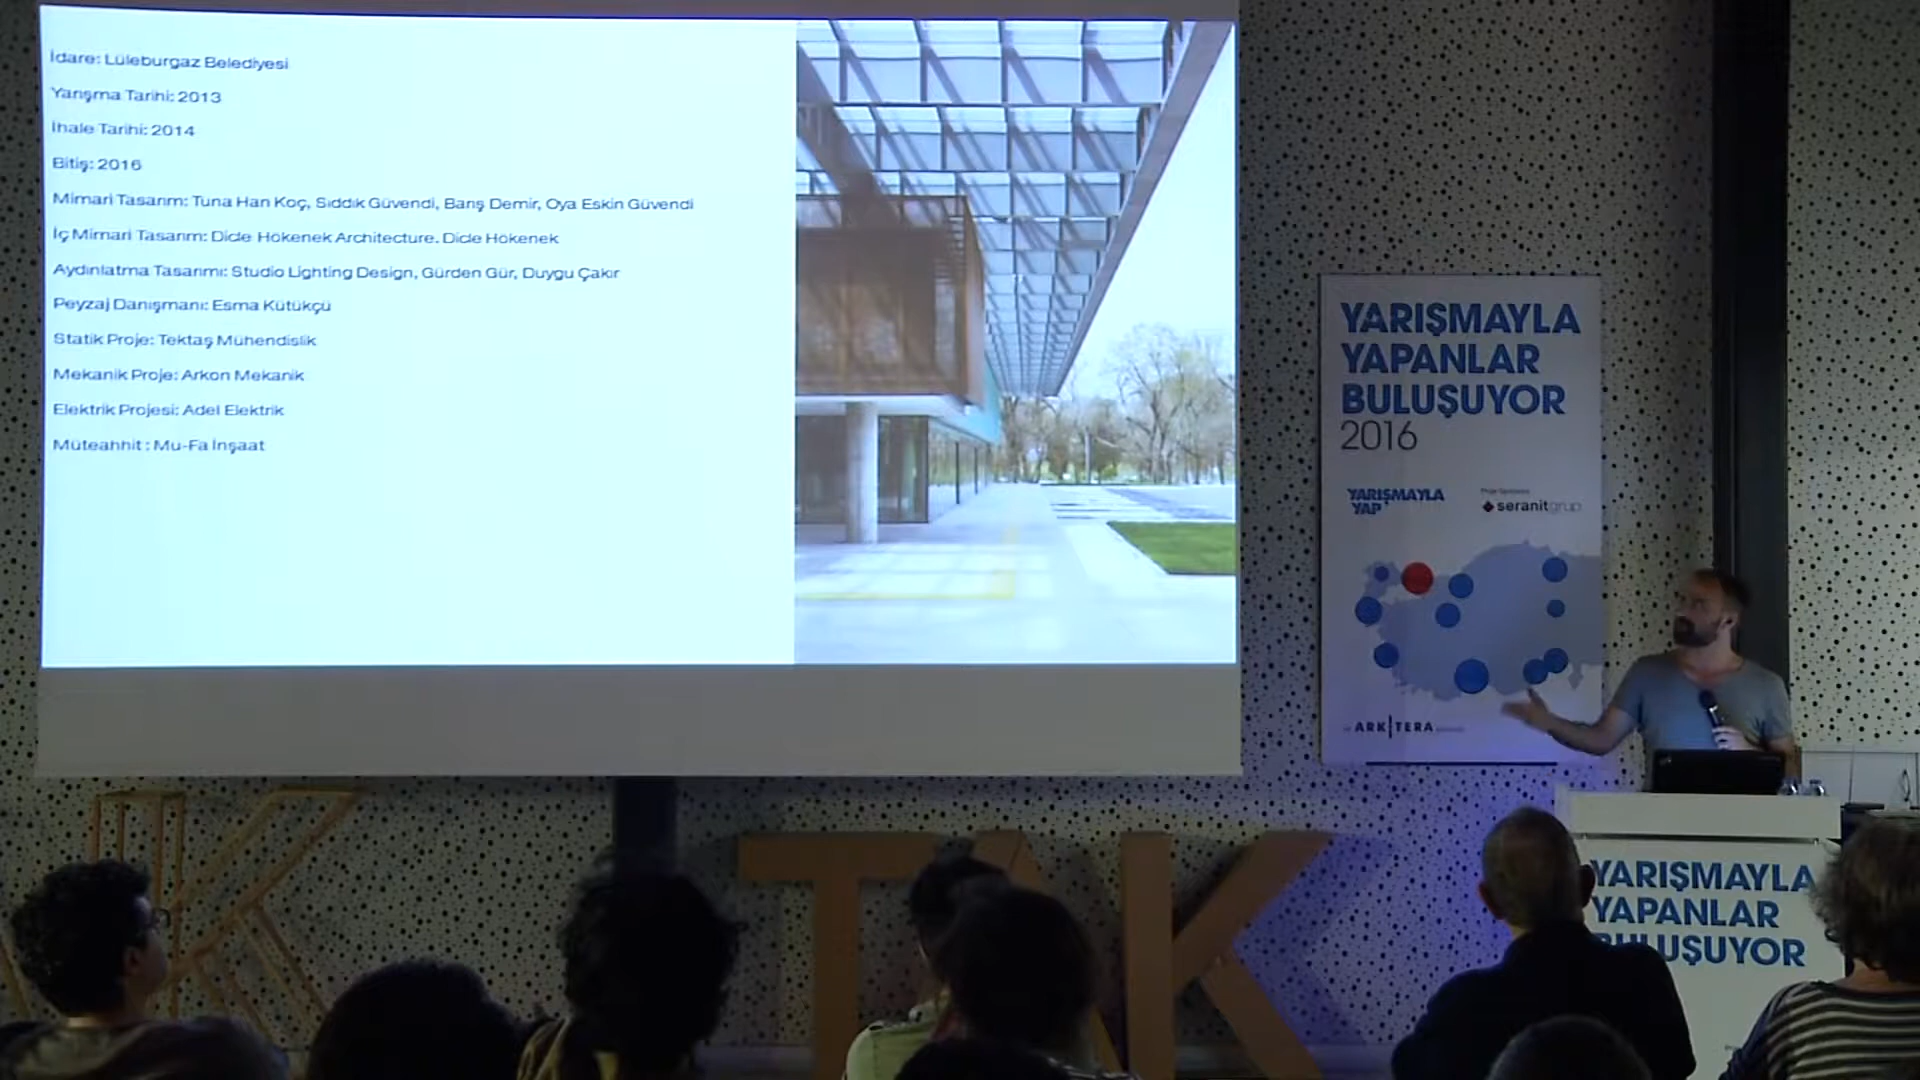 İdare: Lüleburgaz Belediyesi
Yarışma Tarihi: 2013
İhale Tarihi: 2014
Bitiş: 2016
Mimari Tasarım: Tuna Han Koç, Sıddık Güvendi, Barış Demir, Oya Eskin Güvendi
İç Mimari Tasarım: Dicle Hökenek Architecture. Dicle Hökenek
Aydınlatma Tasarımı: Studio Lighting Design, Gürden Gür, Duygu Çakır
Peyzaj Danışmanı: Esma Kütükçü
Statik Proje: Tektaş Mühendislik
Mekanik Proje: Arkon Mekanik
Elektrik Projesi: Adel Elektrik
Müteahhit : Mu-Fa İnşaat
YARIŞMAYLA
YAPANLAR
BULUŞUYOR
2016
YARIŞMAYLA
YAP
seranitgrup
ARKITERA
K TAK
YARIŞMAYLA
YAPANLAR
BULUŞUYOR